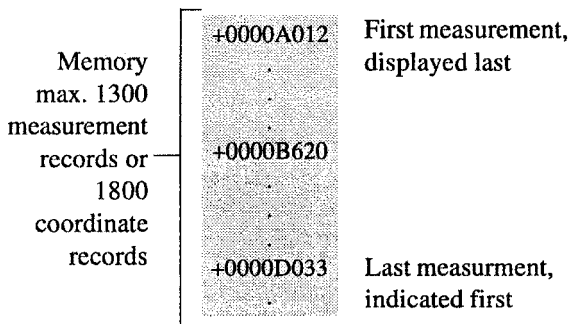 Memory
max. 1300
measurement
records or
1800
coordinate
records
+0000A012
.
.
.
+0000B620
.
.
.
+0000D033
.
First measurement,
displayed last
Last measurment,
indicated first